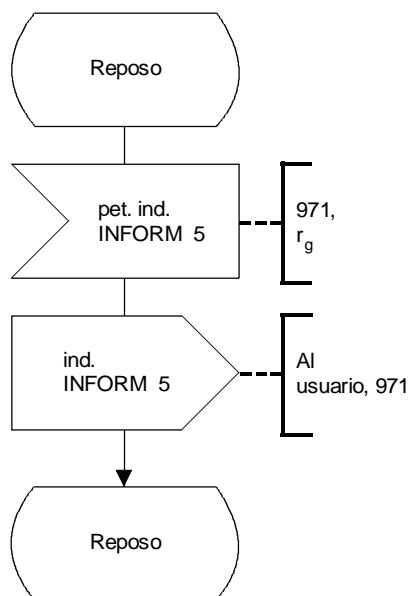 Reposo
pet. ind.
INFORM 5
971,
r_g
ind.
INFORM 5
Al
usuario, 971
Reposo